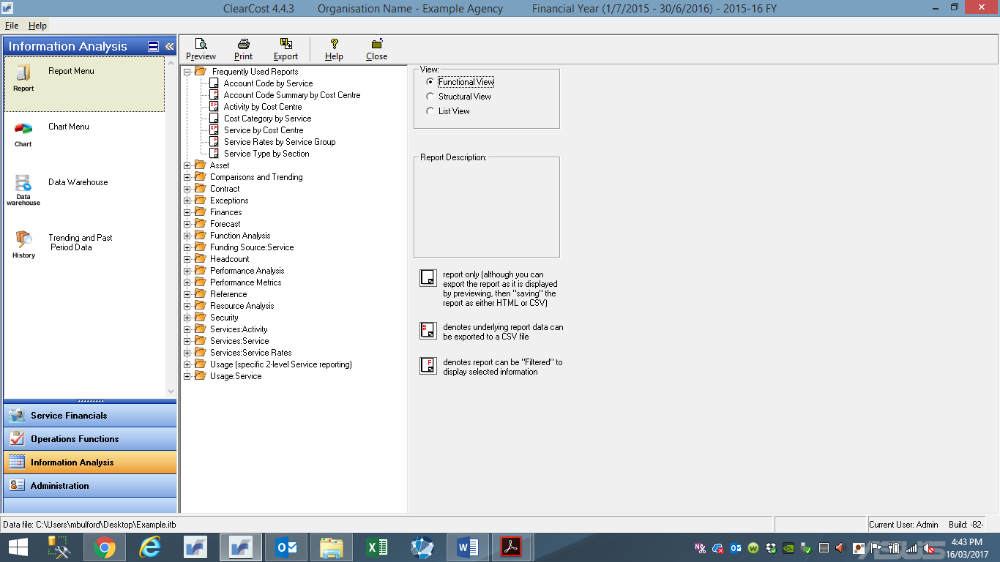 ClearCost 4.4.3 Organisation Name - Example Agency Financial Year (1/7/2015 - 30/6/2016) - 2015-16 FY
File Help
Information Analysis
Report Menu
Report
Chart Menu
Chart
Data Warehouse
Data
warehouse
Trending and Past
Period Data
History
Service Financials
Operations Functions
Information Analysis
Administration
Preview Print Export Help Close
Frequently Used Reports
Account Code by Service
Account Code Summary by Cost Centre
Activity by Cost Centre
Cost Category by Service
Service by Cost Centre
Service Rates by Service Group
Service Type by Section
Asset
Comparisons and Trending
Contract
Exceptions
Finances
Forecast
Function Analysis
Funding Source:Service
Headcount
Performance Analysis
Performance Metrics
Reference
Resource Analysis
Security
Services:Activity
Services:Service
Services:Service Rates
Usage (specific 2-level Service reporting)
Usage:Service
View:
Functional View
Structural View
List View
Report Description:
report only (although you can
export the report as it is displayed
by previewing, then "saving" the
report as either HTML or CSV)
denotes underlying report data can
be exported to a CSV file
denotes report can be "Filtered" to
display selected information
Data file: C:\Users\mbulford\Desktop\Example.itb
Current User: Admin Build: -82-
4:43 PM
16/03/2017